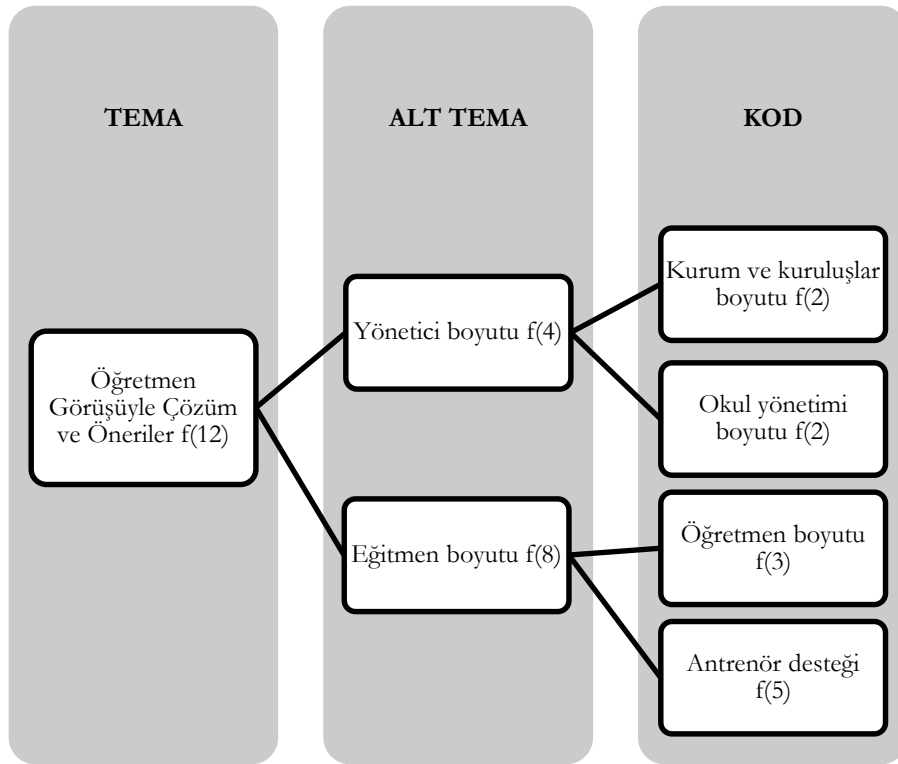 TEMA
ALT TEMA
KOD
Öğretmen
Görüşüyle Çözüm
ve Öneriler f(12)
Yönetici boyutu f(4)
Eğitmen boyutu f(8)
Kurum ve kuruluşlar
boyutu f(2)
Okul yönetimi
boyutu f(2)
Öğretmen boyutu
f(3)
Antrenör desteği
f(5)